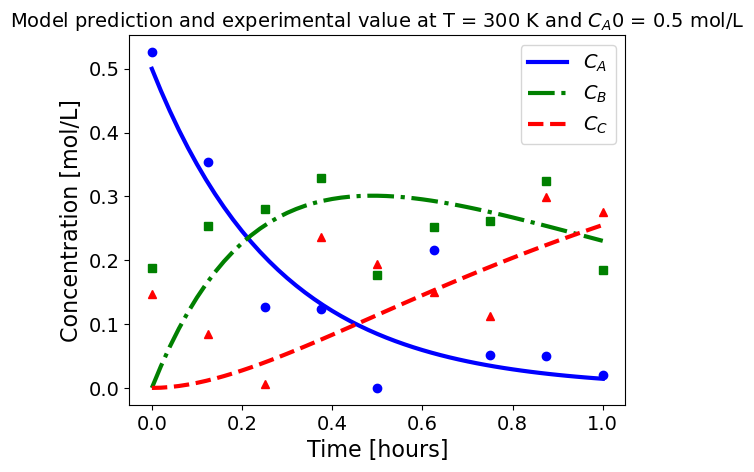 Model prediction and experimental value at T = 300 K and $C_A0$ = 0.5 mol/L
0.5
0.4
0.3
0.2
0.1
0.0
Concentration [mol/L]
$C_A$
$C_B$
$C_C$
0.0 0.2 0.4 0.6 0.8 1.0
Time [hours]